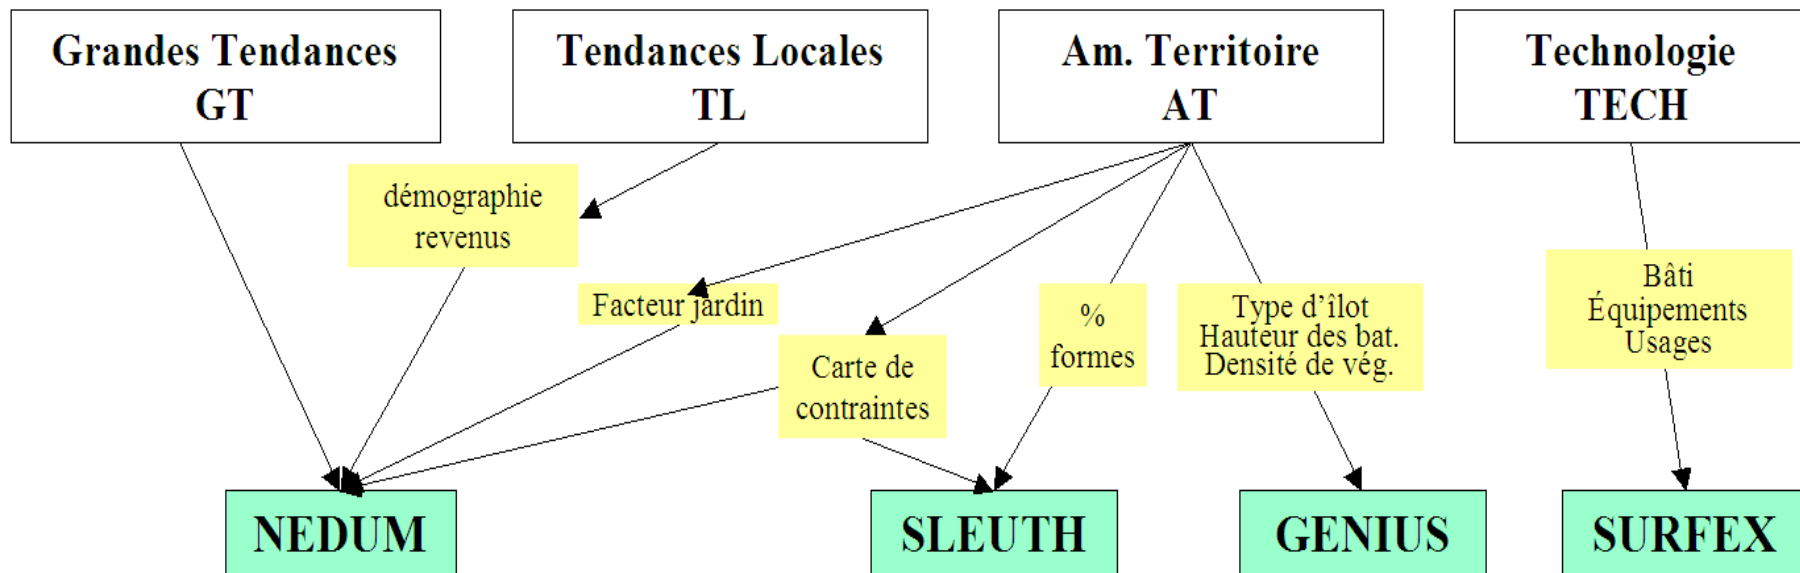 Grandes Tendances
GT
Tendances Locales
TL
Am. Territoire
AT
Technologie
TECH
démographie
revenus
Facteur jardin
Carte de
contraintes
%
formes
Type d’îlot
Hauteur des bat.
Densité de vég.
Bâti
Équipements
Usages
NEDUM
SLEUTH
GENIUS
SURFEX